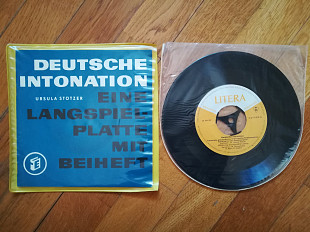 DEUTSCHE
INTONATION
URSULA STÖTZER
EINE
LANGSPIEL-
PLATTE
MIT
BEIHEFT
LITERA